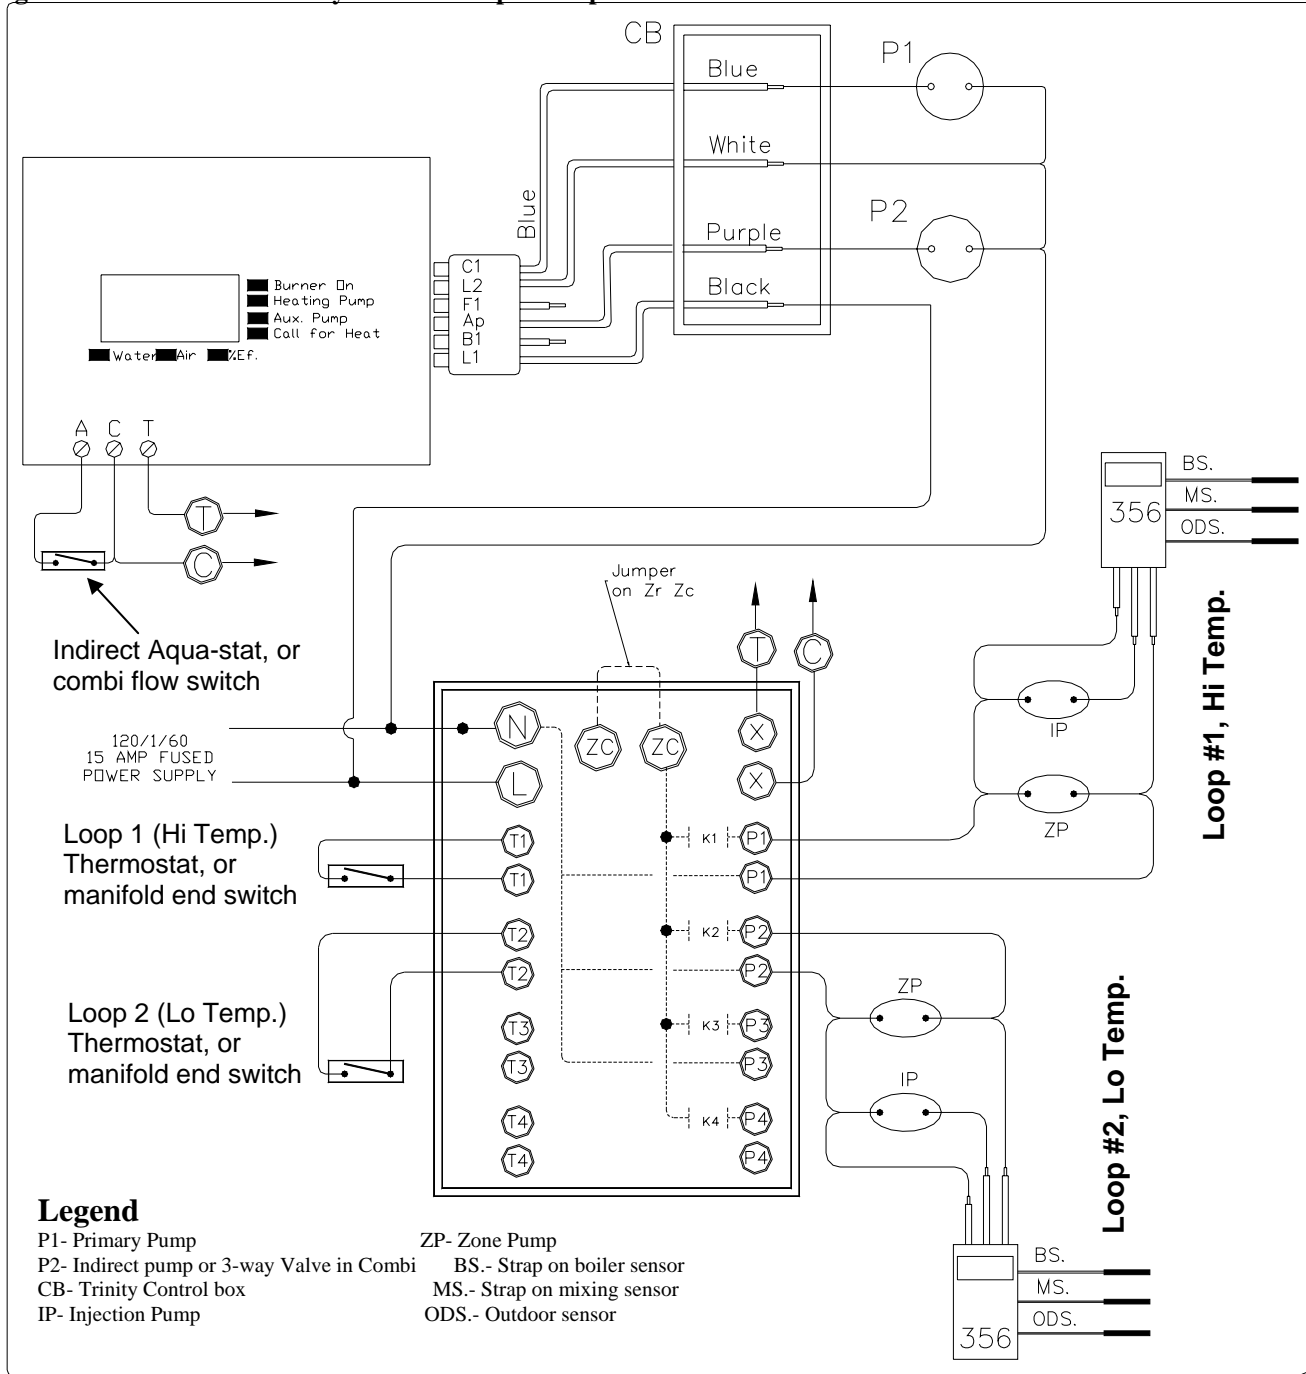 CB
P1
Blue
White
Blue
P2
Purple
Black
C1
L2
F1
Ap
B1
L1
Burner On
Heating Pump
Aux. Pump
Call for Heat
Water Air %Ef.
A C T
T
C
Indirect Aqua-stat, or
combi flow switch
Jumper
on Zr Zc
T C
BS.
MS.
ODS.
356
IP
ZP
Loop #1, Hi Temp.
120/1/60
15 AMP FUSED
POWER SUPPLY
N ZC ZC X
L X
Loop 1 (Hi Temp.)
Thermostat, or
manifold end switch
T1 K1 P1
T1 P1
T2 K2 P2
T2 P2
T3 K3 P3
T3 P3
T4 K4 P4
T4 P4
Loop 2 (Lo Temp.)
Thermostat, or
manifold end switch
ZP
IP
Loop #2, Lo Temp.
BS.
MS.
ODS.
356
Legend
P1- Primary Pump ZP- Zone Pump
P2- Indirect pump or 3-way Valve in Combi BS.- Strap on boiler sensor
CB- Trinity Control box MS.- Strap on mixing sensor
IP- Injection Pump ODS.- Outdoor sensor